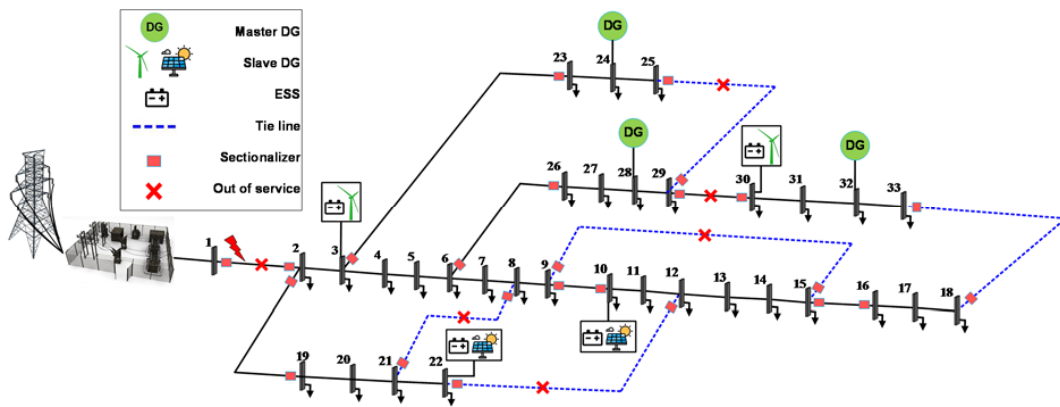 DG Master DG
Slave DG
ESS
Tie line
Sectionalizer
Out of service
DG
23 24 25
DG
DG
26 27 28 29 30 31 32 33
1 2 3 4 5 6 7 8 9 10 11 12 13 14 15 16 17 18
19 20 21 22